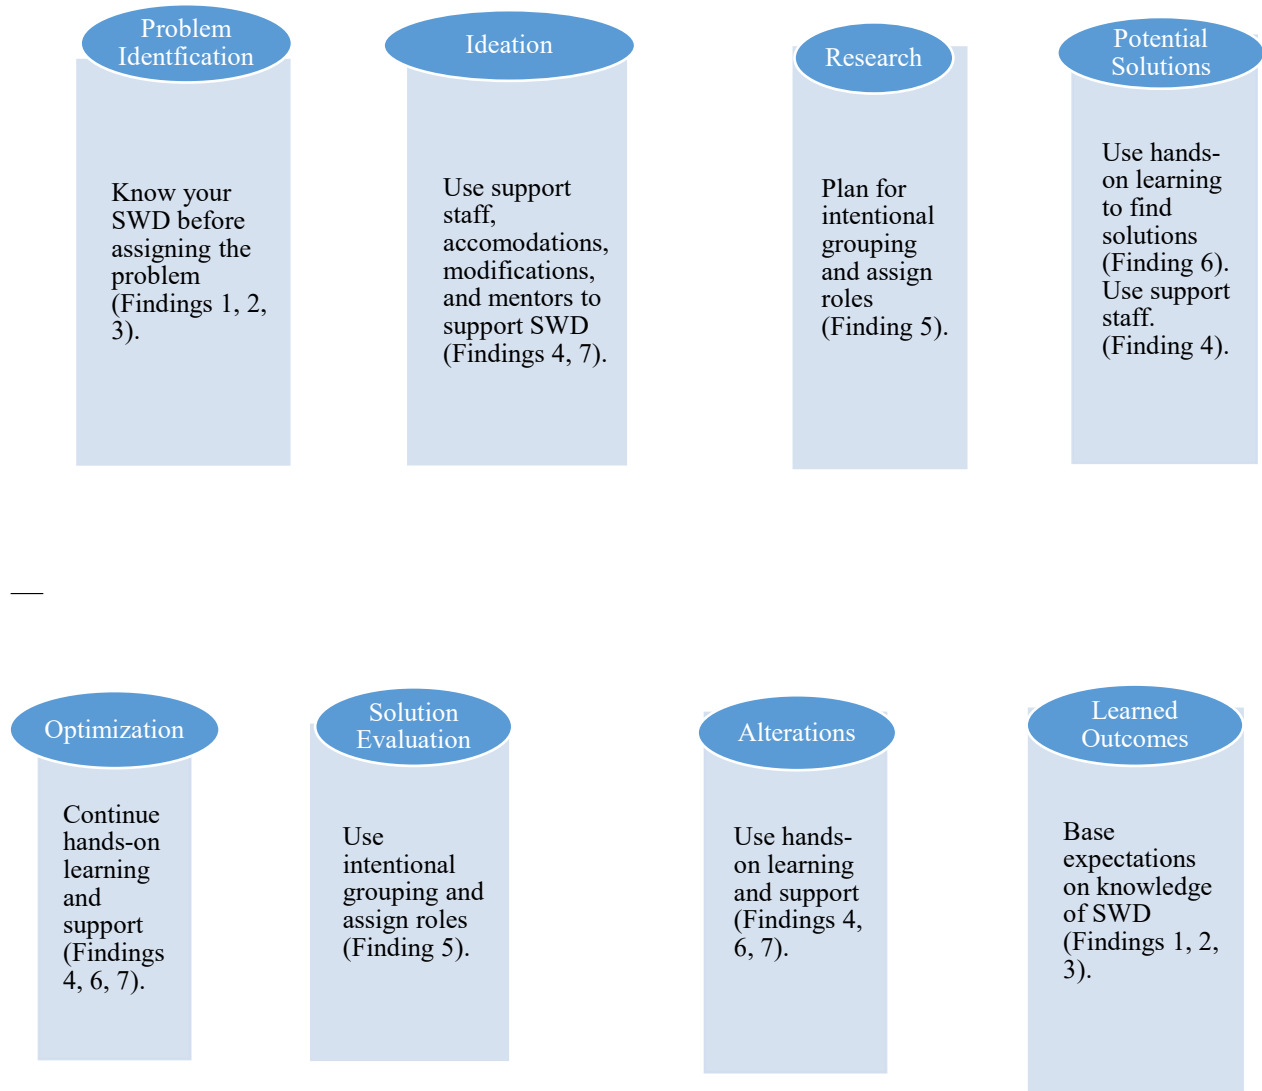 Problem
Identfication
Know your
SWD before
assigning the
problem
(Findings 1, 2,
3).
Ideation
Use support
staff,
accomodations,
modifications,
and mentors to
support SWD
(Findings 4, 7).
Research
Plan for
intentional
grouping
and assign
roles
(Finding 5).
Potential
Solutions
Use hands-
on learning
to find
solutions
(Finding 6).
Use support
staff.
(Finding 4).
Optimization
Continue
hands-on
learning
and
support
(Findings
4, 6, 7).
Solution
Evaluation
Use
intentional
grouping and
assign roles
(Finding 5).
Alterations
Use hands-
on learning
and support
(Findings 4,
6, 7).
Learned
Outcomes
Base
expectations
on knowledge
of SWD
(Findings 1, 2,
3).